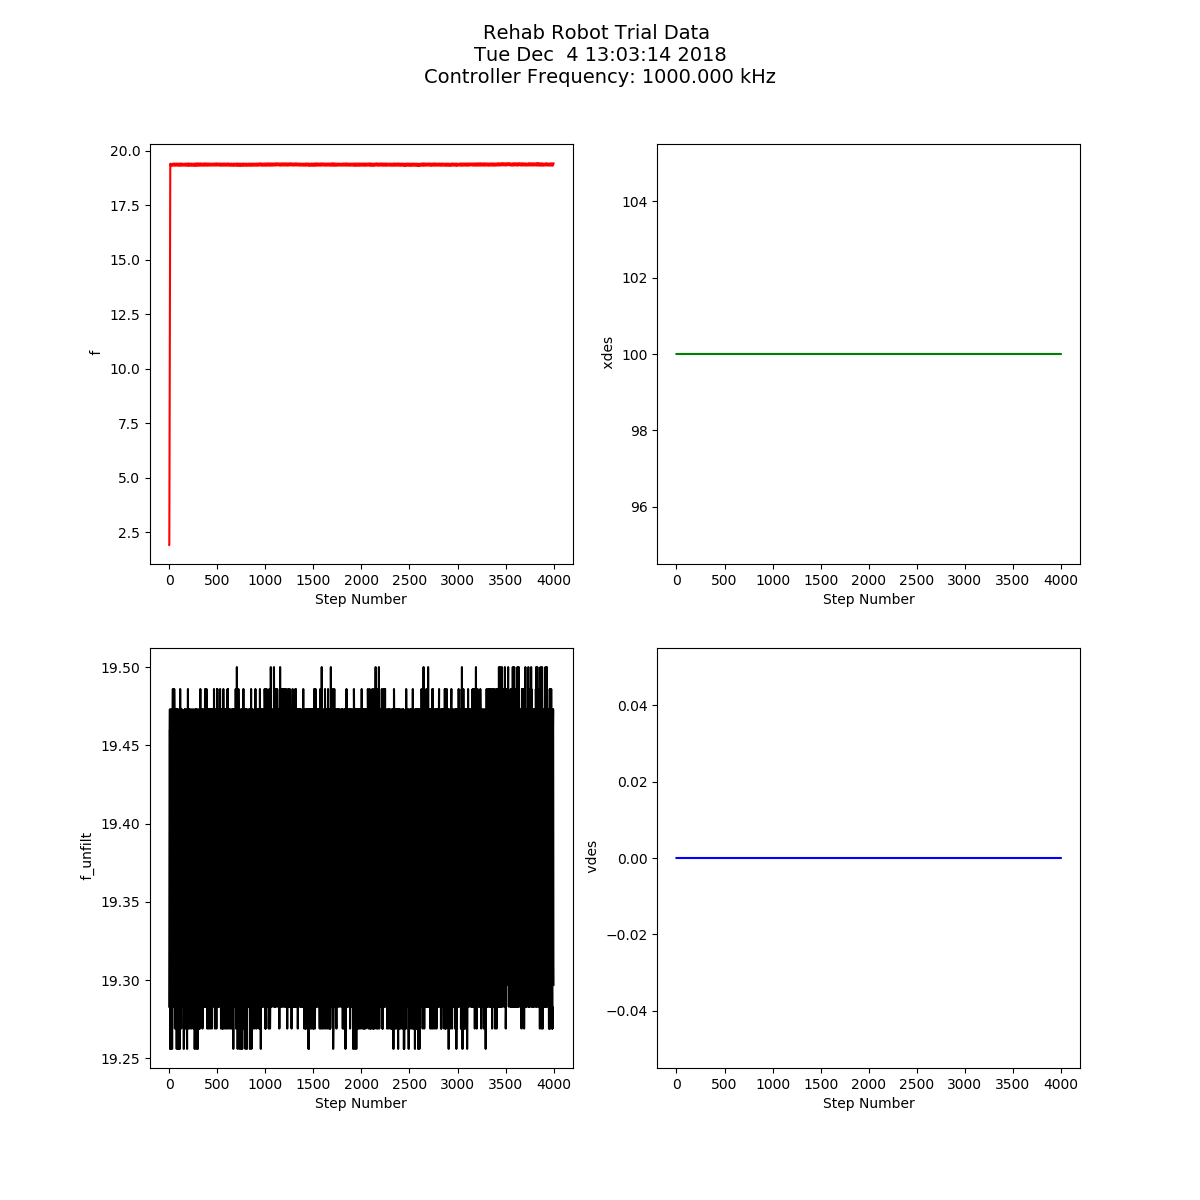 Rehab Robot Trial Data
Tue Dec  4 13:03:14 2018
Controller Frequency: 1000.000 kHz
20.0
17.5
15.0
12.5
10.0
7.5
5.0
2.5
f
0 500 1000 1500 2000 2500 3000 3500 4000
Step Number
104
102
100
98
96
xdes
0 500 1000 1500 2000 2500 3000 3500 4000
Step Number
19.50
19.45
19.40
19.35
19.30
19.25
f_unfilt
0 500 1000 1500 2000 2500 3000 3500 4000
Step Number
0.04
0.02
0.00
−0.02
−0.04
vdes
0 500 1000 1500 2000 2500 3000 3500 4000
Step Number